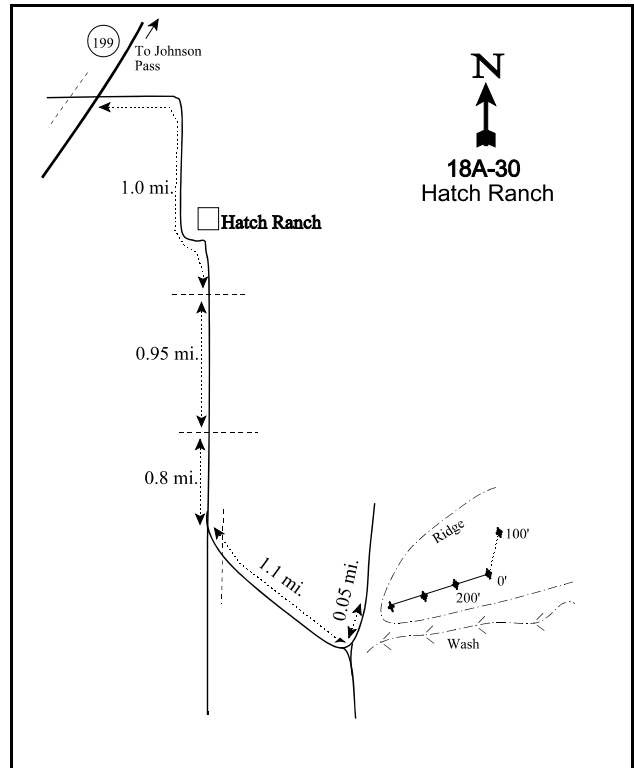 199
To Johnson
Pass
N
18A-30
Hatch Ranch
1.0 mi.
Hatch Ranch
0.95 mi.
0.8 mi.
1.1 mi.
0.05 mi.
Ridge
100'
0'
200'
Wash